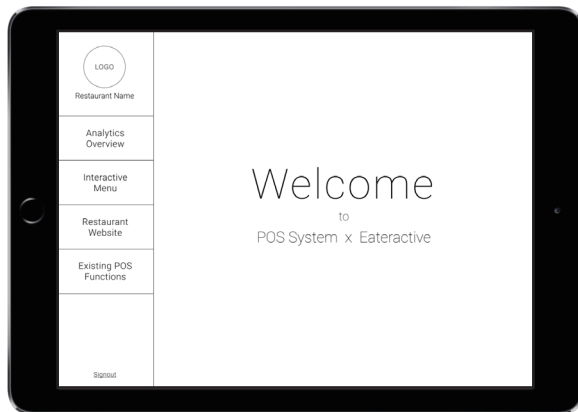 LOGO
Restaurant Name
Analytics
Overview
Interactive
Menu
Restaurant
Website
Existing POS
Functions
Signout
Welcome
to
POS System x Eateractive